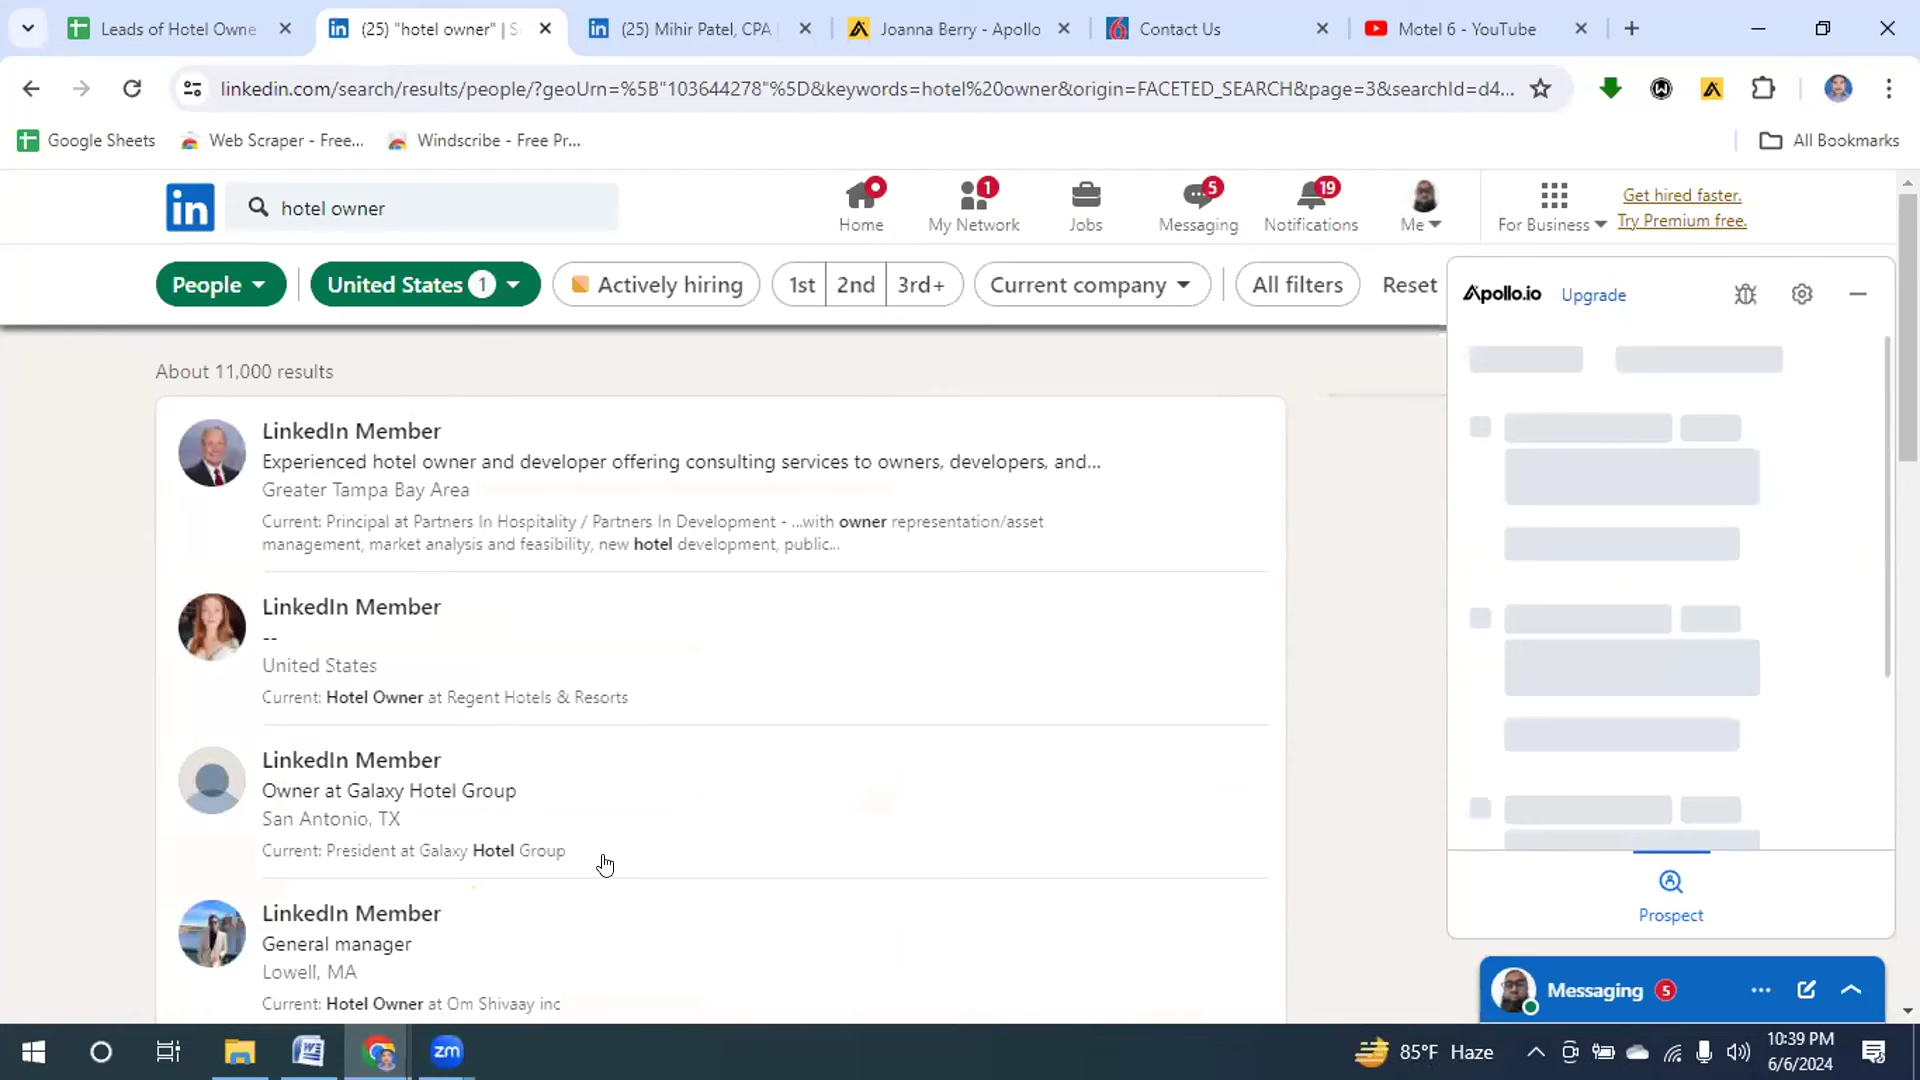 Leads of Hotel Owne
(25) "hotel owner" | S
(25) Mihir Patel, CPA
Joanna Berry - Apollo
Contact Us
Motel 6 - YouTube
linkedin.com/search/results/people/?geoUrn=%5B"103644278"%5D&keywords=hotel%20owner&origin=FACETED_SEARCH&page=3&searchId=d4...
Google Sheets
Web Scraper - Free...
Windscribe - Free Pr...
All Bookmarks
in
hotel owner
Home
1
My Network
Jobs
5
Messaging
19
Notifications
Me
For Business
Get hired faster.
Try Premium free.
People
United States 1
Actively hiring
1st
2nd
3rd+
Current company
All filters
Reset
Apollo.io
Upgrade
About 11,000 results
LinkedIn Member
Experienced hotel owner and developer offering consulting services to owners, developers, and...
Greater Tampa Bay Area
Current: Principal at Partners In Hospitality / Partners In Development - ...with owner representation/asset
management, market analysis and feasibility, new hotel development, public...
LinkedIn Member
--
United States
Current: Hotel Owner at Regent Hotels & Resorts
LinkedIn Member
Owner at Galaxy Hotel Group
San Antonio, TX
Current: President at Galaxy Hotel Group
LinkedIn Member
General manager
Lowell, MA
Current: Hotel Owner at Om Shivaay inc
Prospect
Messaging 5
zm
85°F Haze
10:39 PM
6/6/2024